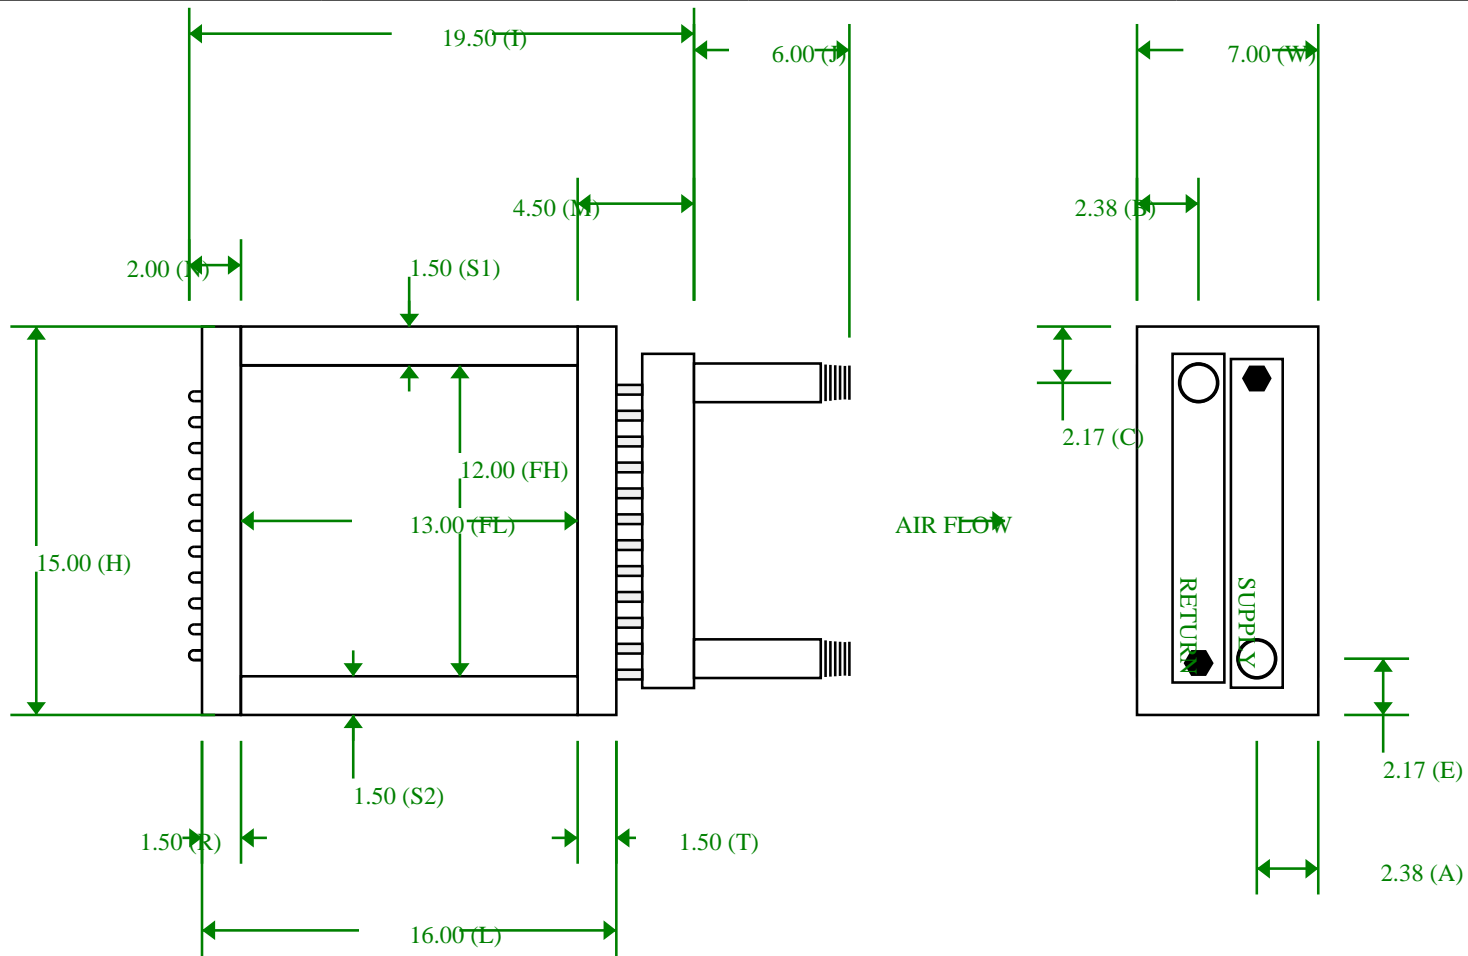 19.50 (I)
6.00 (J)
7.00 (W)
4.50 (M)
2.38 (B)
2.00 (N)
1.50 (S1)
2.17 (C)
12.00 (FH)
13.00 (FL)
AIR FLOW
15.00 (H)
RETURN
SUPPLY
2.17 (E)
1.50 (S2)
1.50 (R)
1.50 (T)
2.38 (A)
16.00 (L)